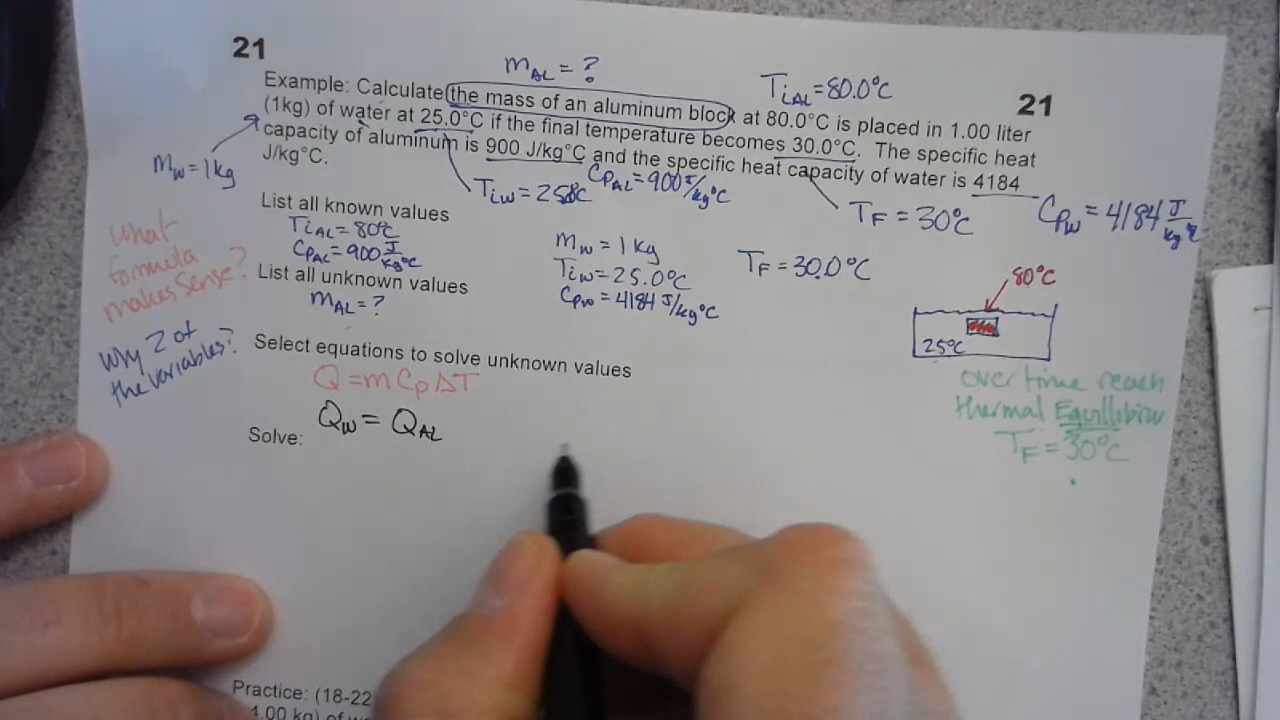 21
21
m_AL = ?
T_iAL = 80.0°C
Example: Calculate the mass of an aluminum block at 80.0°C is placed in 1.00 liter
(1kg) of water at 25.0°C if the final temperature becomes 30.0°C. The specific heat
capacity of aluminum is 900 J/kg°C and the specific heat capacity of water is 4184
J/kg°C.
m_w = 1kg
T_iw = 25.0°C
C_PAL = 900 J/kg°C
T_F = 30°C
C_Pw = 4184 J/kg°C
List all known values
T_iAL = 80°C
C_PAL = 900 J/kg°C
m_w = 1 kg
T_iw = 25.0°C
C_Pw = 4184 J/kg°C
T_F = 30.0°C
What
formula
makes sense?
List all unknown values
m_AL = ?
80°C
25°C
Why 2 of
the variables?
Select equations to solve unknown values
Q = m Cp ΔT
Q_W = Q_AL
over time reach
thermal Equillibrium
T_F = 30°C
Solve:
Practice: (18-22
4.00 kg) of